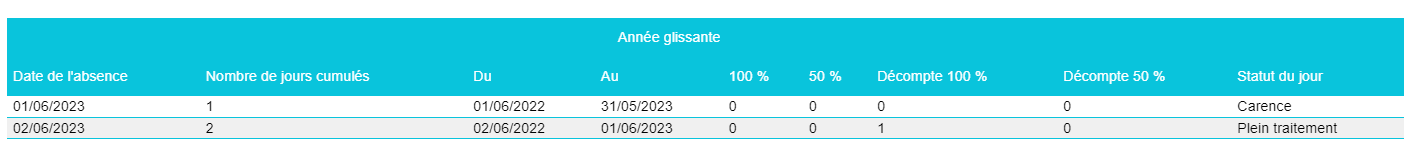 Année glissante
Date de l'absence Nombre de jours cumulés Du Au 100 % 50 % Décompte 100 % Décompte 50 % Statut du jour
01/06/2023 1 01/06/2022 31/05/2023 0 0 0 0 Carence
02/06/2023 2 02/06/2022 01/06/2023 0 0 1 0 Plein traitement